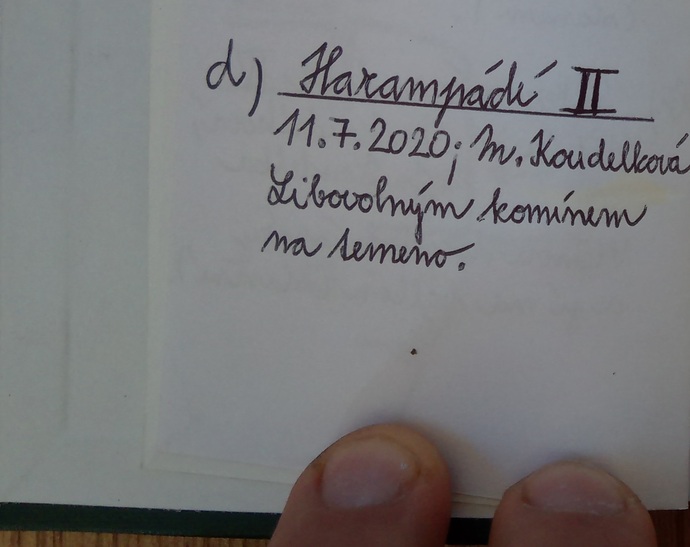 d) Harampádí II
11.7.2020; M. Koudelková
Libovolným komínem
na temeno.